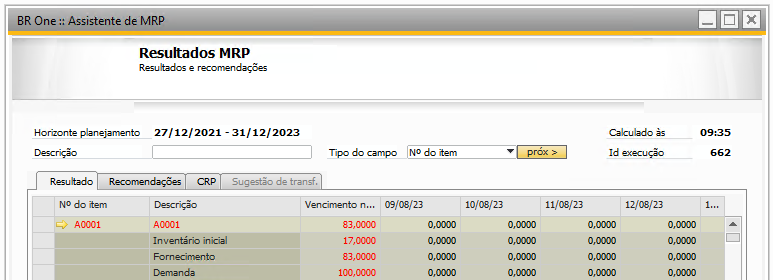 BR One :: Assistente de MRP
Resultados MRP
Resultados e recomendações
Horizonte planejamento 27/12/2021 - 31/12/2023 Calculado às 09:35
Descrição Tipo do campo Nº do item próx > Id execução 662
Resultado Recomendações CRP Sugestão de transf.
Nº do item Descrição Vencimento n... 09/08/23 10/08/23 11/08/23 12/08/23 1...
A0001 A0001 83,0000 0,0000 0,0000 0,0000 0,0000
Inventário inicial 17,0000 0,0000 0,0000 0,0000 0,0000
Fornecimento 83,0000 0,0000 0,0000 0,0000 0,0000
Demanda 100,0000 0,0000 0,0000 0,0000 0,0000